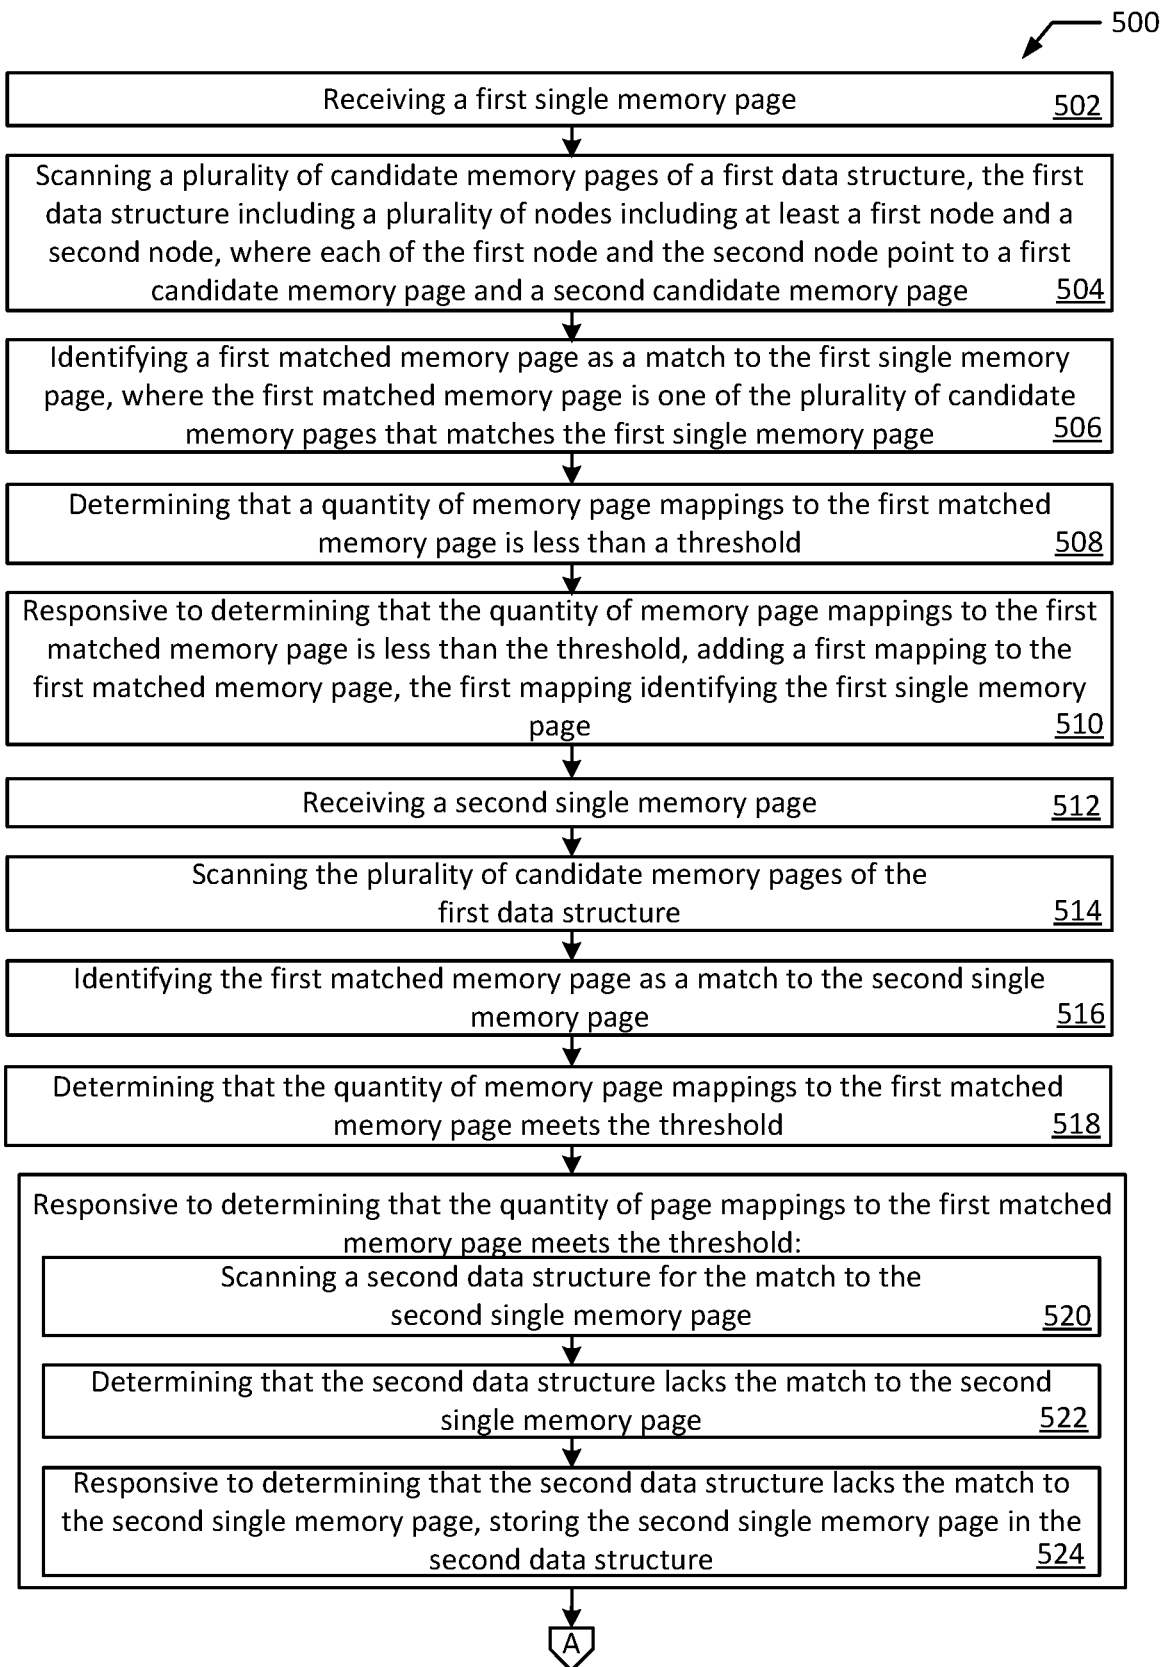 500
Receiving a first single memory page
502
Scanning a plurality of candidate memory pages of a first data structure, the first
data structure including a plurality of nodes including at least a first node and a
second node, where each of the first node and the second node point to a first
candidate memory page and a second candidate memory page
504
Identifying a first matched memory page as a match to the first single memory
page, where the first matched memory page is one of the plurality of candidate
memory pages that matches the first single memory page
506
Determining that a quantity of memory page mappings to the first matched
memory page is less than a threshold
508
Responsive to determining that the quantity of memory page mappings to the first
matched memory page is less than the threshold, adding a first mapping to the
first matched memory page, the first mapping identifying the first single memory
page
510
Receiving a second single memory page
512
Scanning the plurality of candidate memory pages of the
first data structure
514
Identifying the first matched memory page as a match to the second single
memory page
516
Determining that the quantity of memory page mappings to the first matched
memory page meets the threshold
518
Responsive to determining that the quantity of page mappings to the first matched
memory page meets the threshold:
Scanning a second data structure for the match to the
second single memory page
520
Determining that the second data structure lacks the match to the second
single memory page
522
Responsive to determining that the second data structure lacks the match to
the second single memory page, storing the second single memory page in the
second data structure
524
A